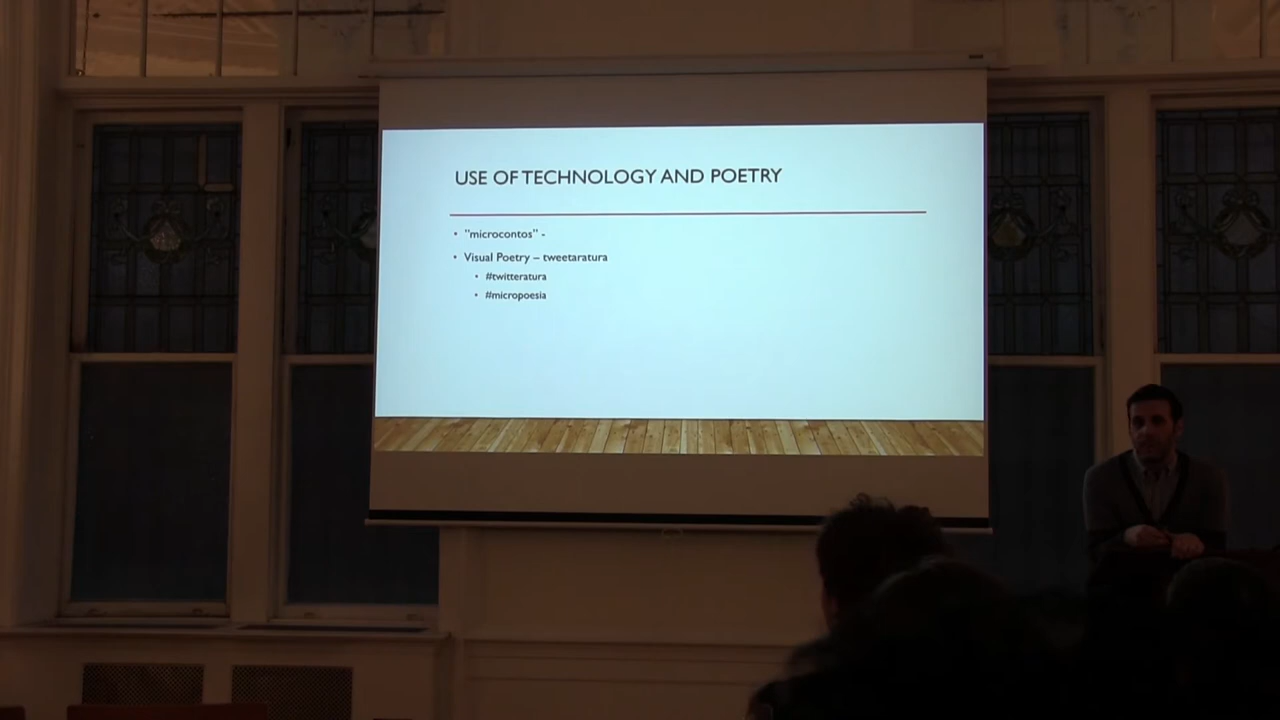 USE OF TECHNOLOGY AND POETRY
• "microcontos" -
• Visual Poetry – tweetaratura
• #twitteratura
• #micropoesia